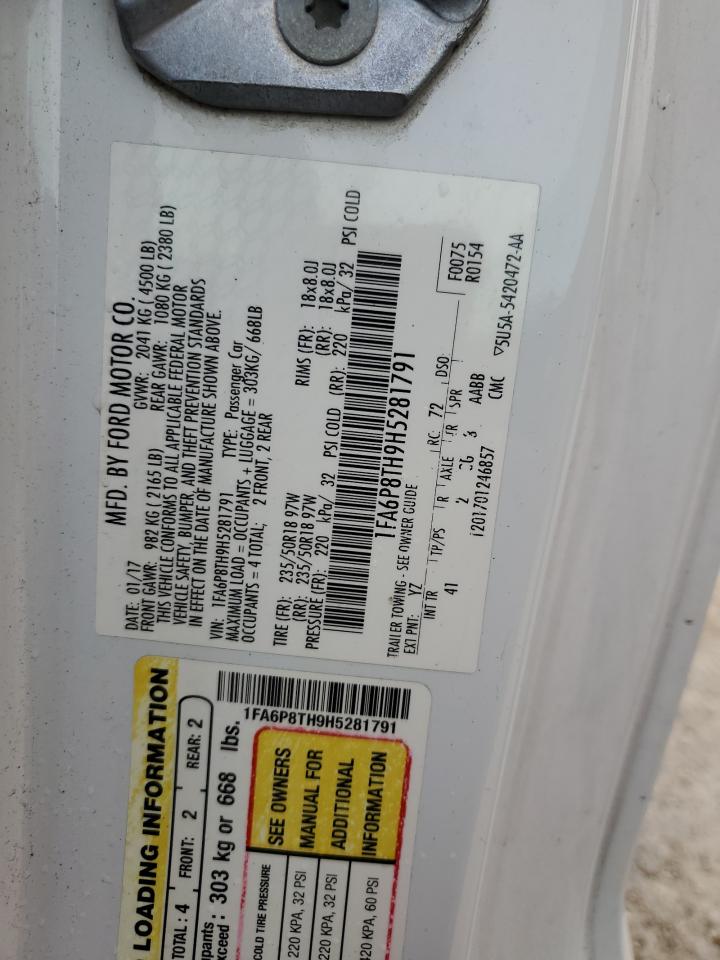 MFD. BY FORD MOTOR CO.
DATE: 01/17 GVWR: 2041 KG ( 4500 LB)
FRONT GAWR: 982 KG ( 2165 LB) REAR GAWR: 1080 KG ( 2380 LB)
THIS VEHICLE CONFORMS TO ALL APPLICABLE FEDERAL MOTOR
VEHICLE SAFETY, BUMPER, AND THEFT PREVENTION STANDARDS
IN EFFECT ON THE DATE OF MANUFACTURE SHOWN ABOVE.
VIN: 1FA6P8TH9H5281791 TYPE: Passenger Car
MAXIMUM LOAD = OCCUPANTS + LUGGAGE = 303KG/ 668LB
OCCUPANTS = 4 TOTAL; 2 FRONT, 2 REAR
TIRE (FR): 235/50R18 97W RIMS (FR): 18x8.0J
(RR): 235/50R18 97W (RR): 18x8.0J
PRESSURE (FR): 220 kPa/ 32 PSI COLD (RR): 220 kPa/ 32 PSI COLD
1FA6P8TH9H5281791
TRAILER TOWING - SEE OWNER GUIDE
EXT PNT: YZ RC: 72 DSO: F0075
R0154
INT TR TP/PS R AXLE TR SPR
41 2 3 AABB
CMC
1201701246857
▽5U5A-5420472-AA
LOADING INFORMATION
TOTAL : 4 FRONT: 2 REAR: 2
upants :
exceed : 303 kg or 668 lbs.
1FA6P8TH9H5281791
COLD TIRE PRESSURE
220 KPA, 32 PSI
220 KPA, 32 PSI
420 KPA, 60 PSI
SEE OWNERS
MANUAL FOR
ADDITIONAL
INFORMATION